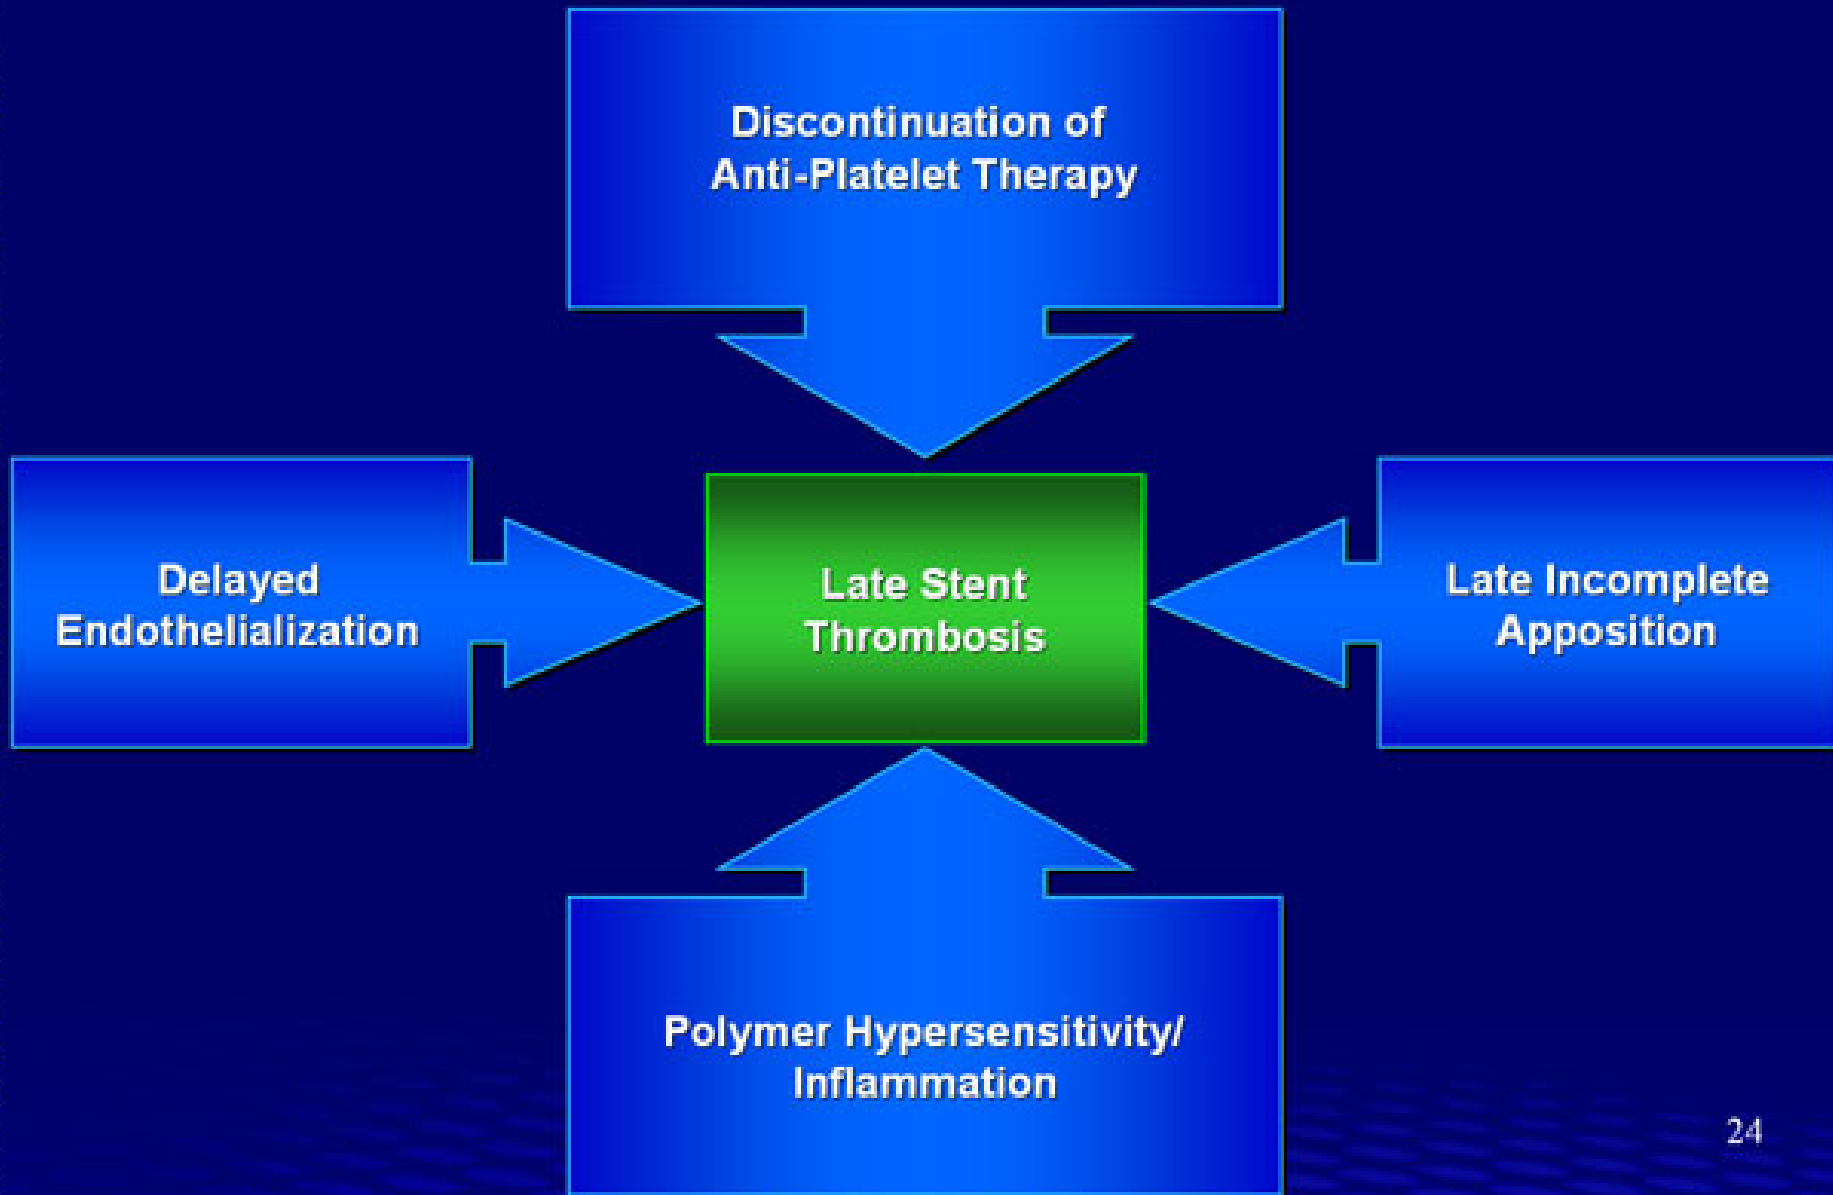 Discontinuation of
Anti-Platelet Therapy
Delayed
Endothelialization
Late Stent
Thrombosis
Late Incomplete
Apposition
Polymer Hypersensitivity/
Inflammation
24